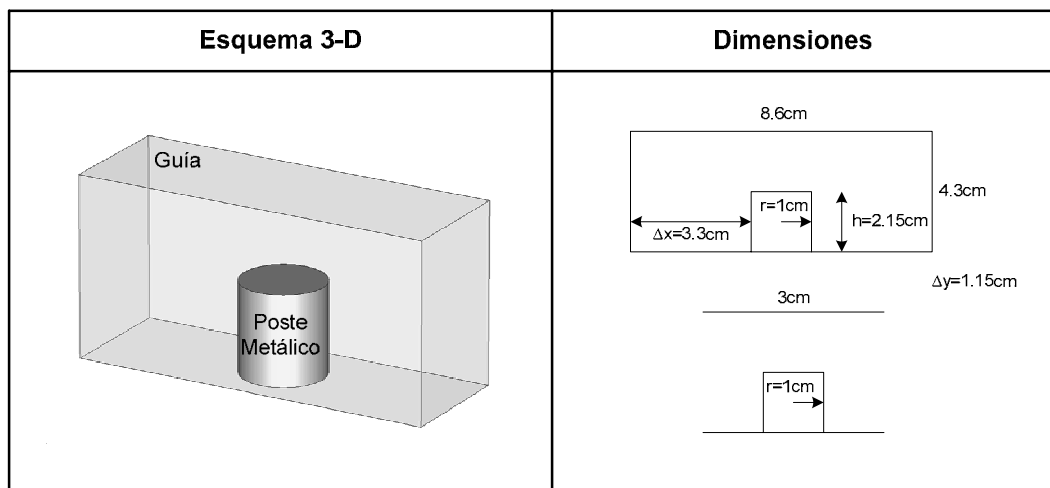 Esquema 3-D
Dimensiones
Guía
Poste
Metálico
8.6cm
4.3cm
r=1cm
h=2.15cm
Δx=3.3cm
Δy=1.15cm
3cm
r=1cm